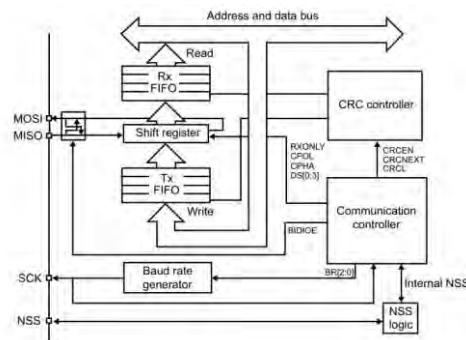 Address and data bus
Read
Rx
FIFO
CRC controller
MOSI
MISO
Shift register
RXONLY
CPOL
CPHA
DS[0:3]
CRCEN
CRCNEXT
CRCL
Tx
FIFO
Write
Communication
controller
BIDIOE
SCK
Baud rate
generator
BR[2:0]
Internal NSS
NSS
NSS
logic